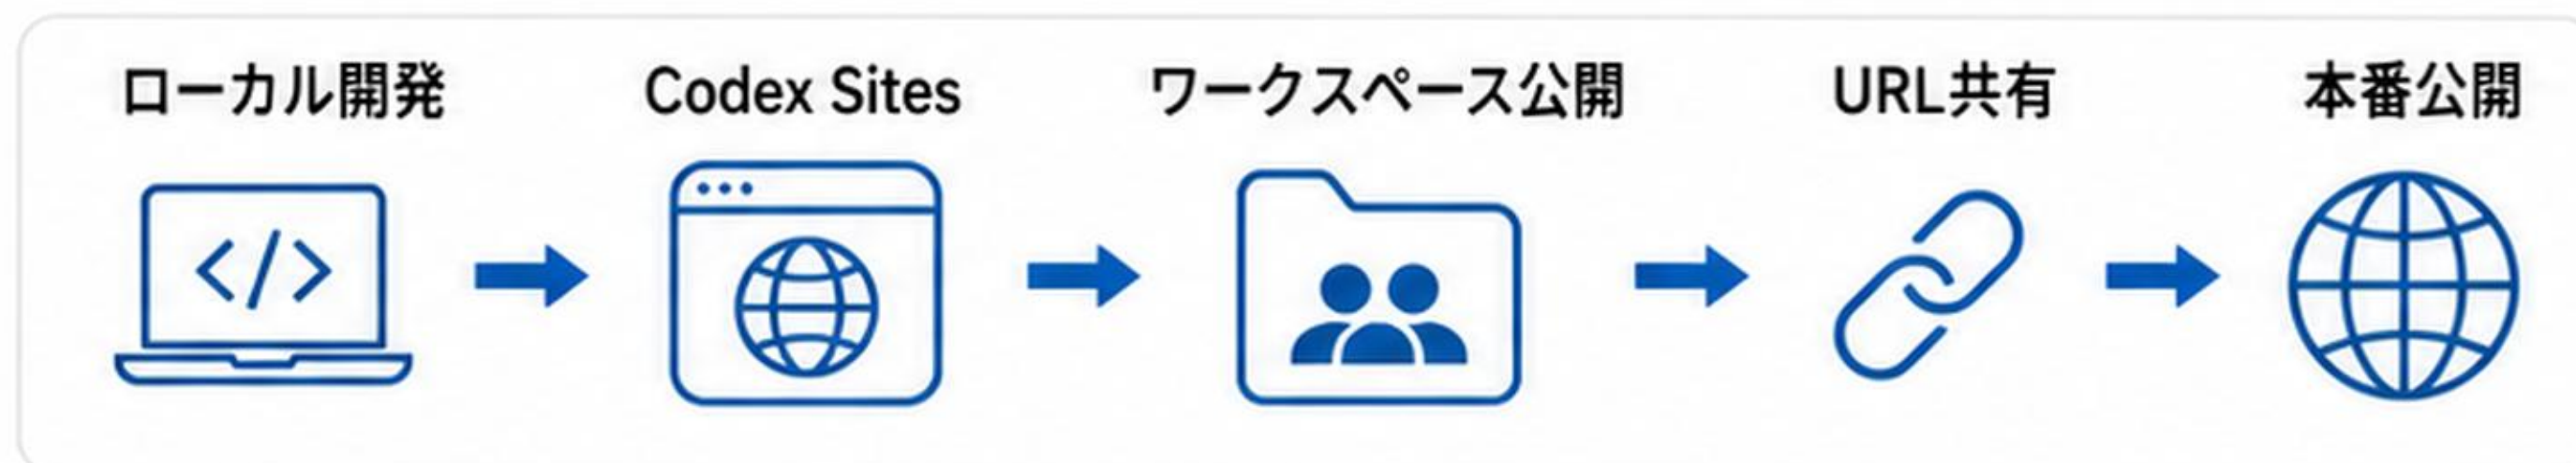 ローカル開発
Codex Sites
ワークスペース公開
URL共有
本番公開
</>